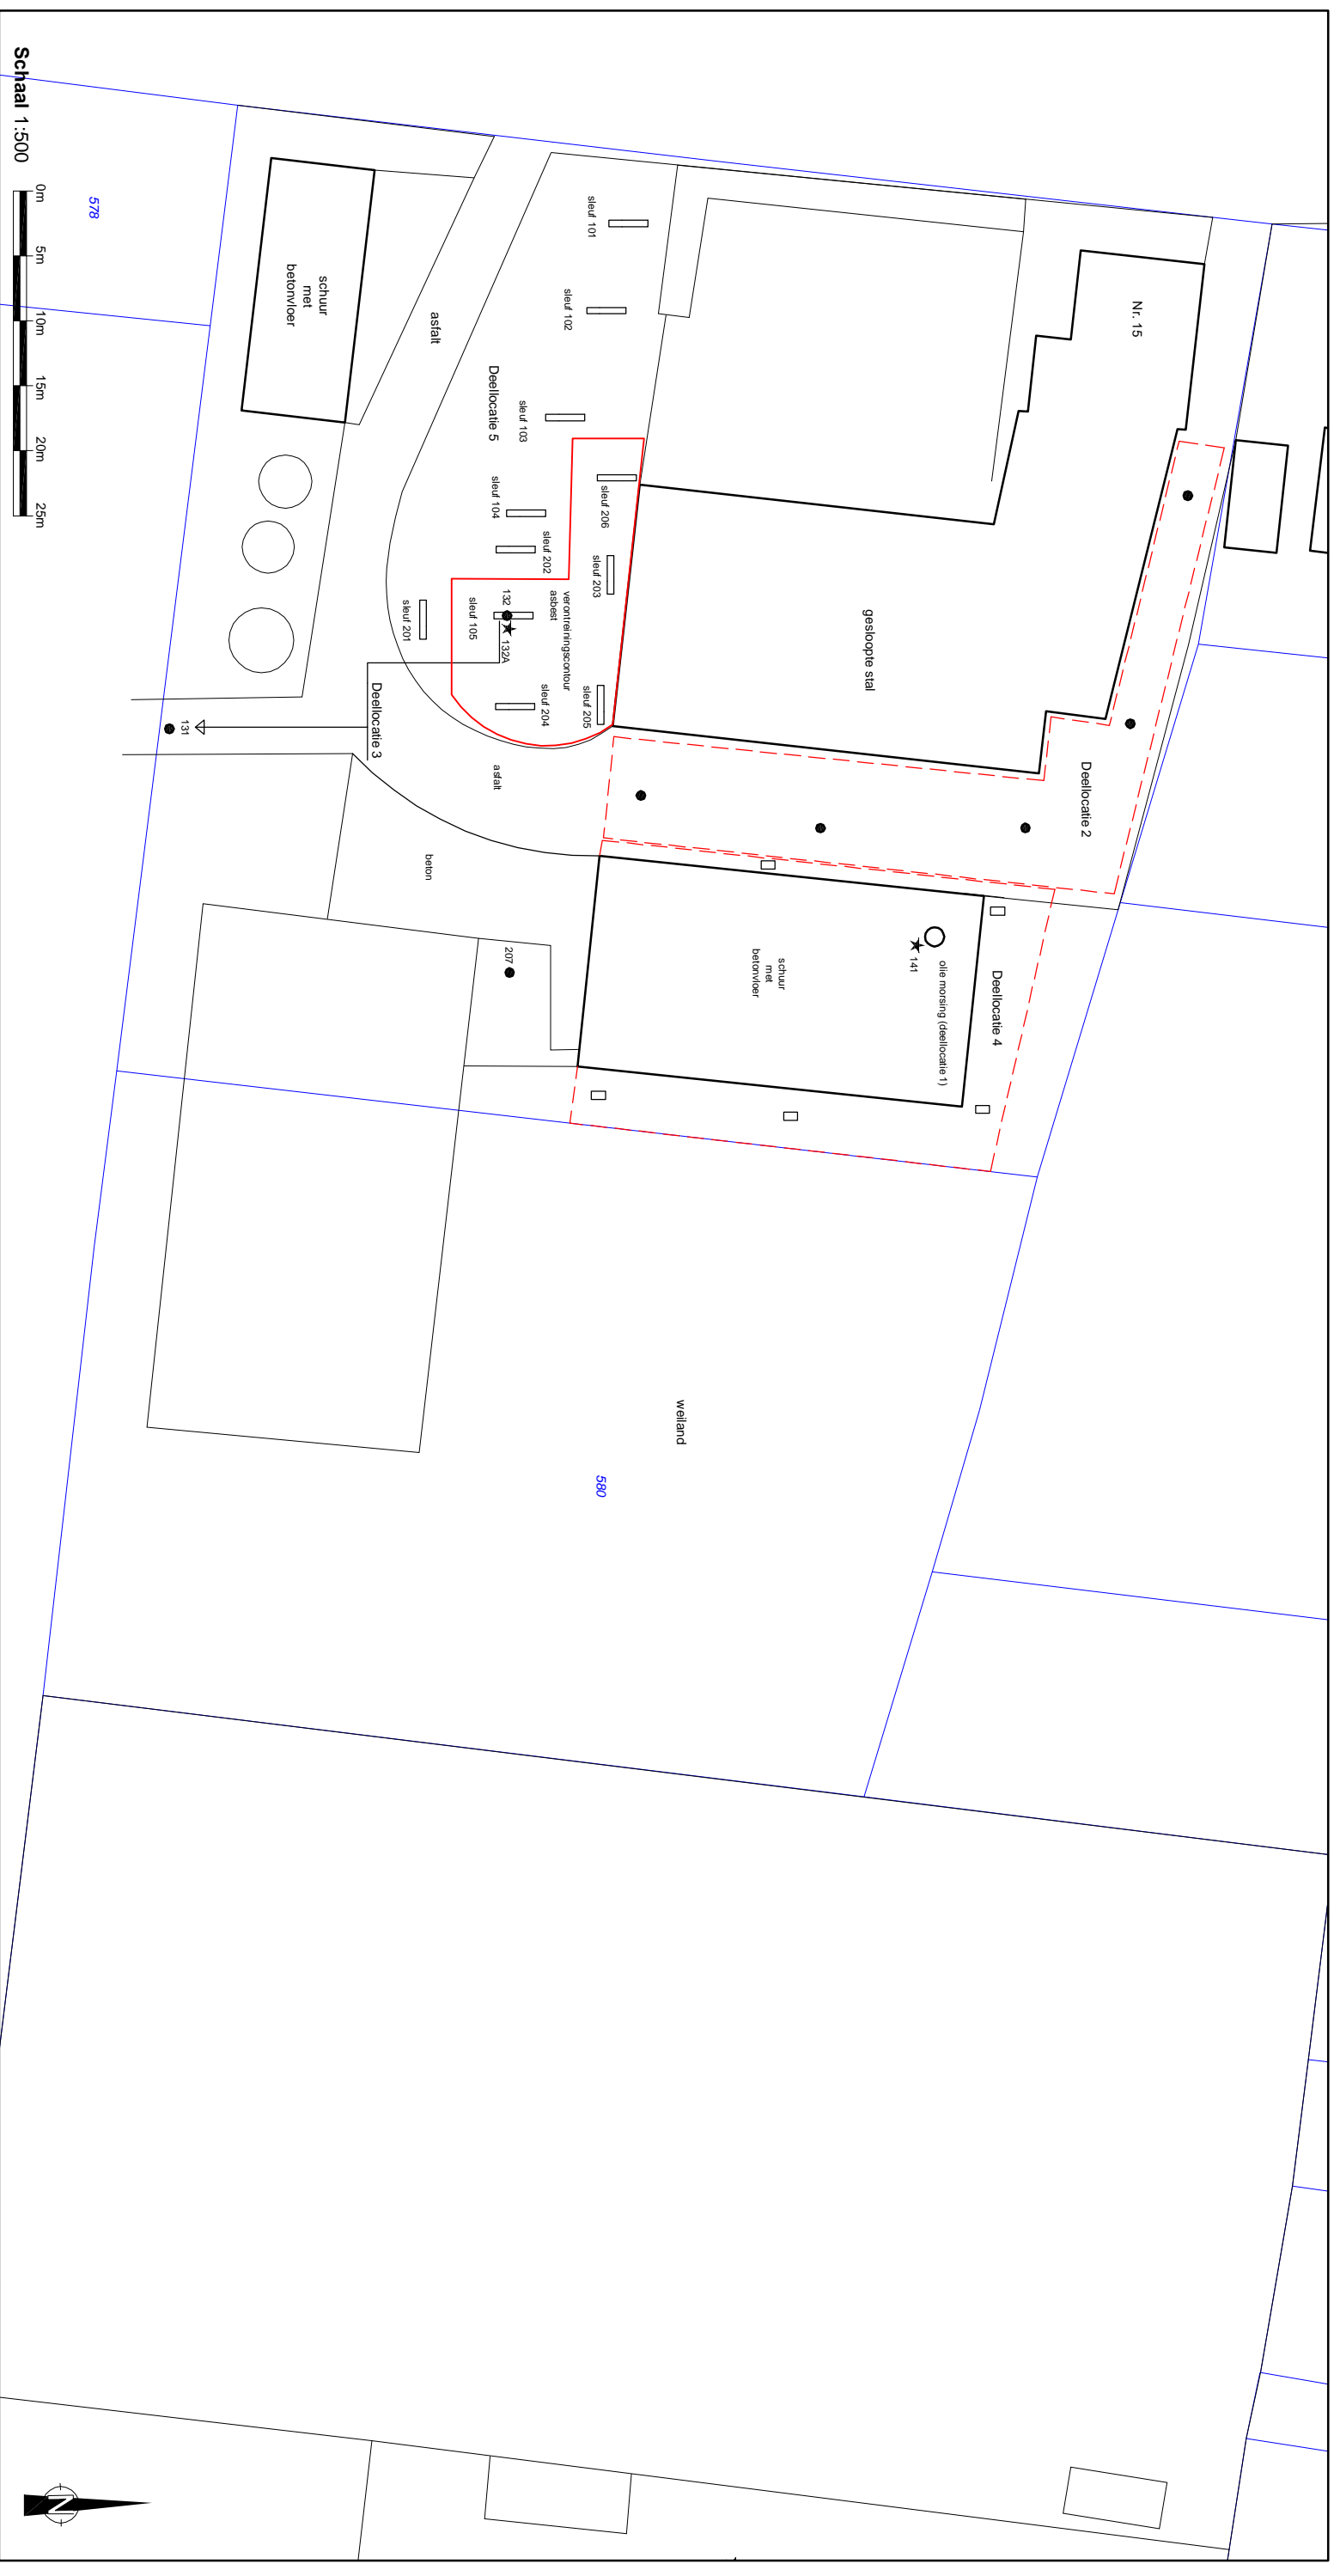 Nr. 15
Deellocatie 2
gesloopte stal
Deellocatie 4
olie morsing (deellocatie 1)
141
schuur
met
betonvloer
weiland
580
sleuf 101
sleuf 102
sleuf 103
Deellocatie 5
sleuf 206
sleuf 203
sleuf 205
sleuf 104
sleuf 202
verontreiningscontour
asbest
132
132A
sleuf 105
sleuf 204
sleuf 201
207
asfalt
asfalt
beton
Deellocatie 3
131
schuur
met
betonvloer
578
0m
5m
10m
15m
20m
25m
Schaal 1:500
N